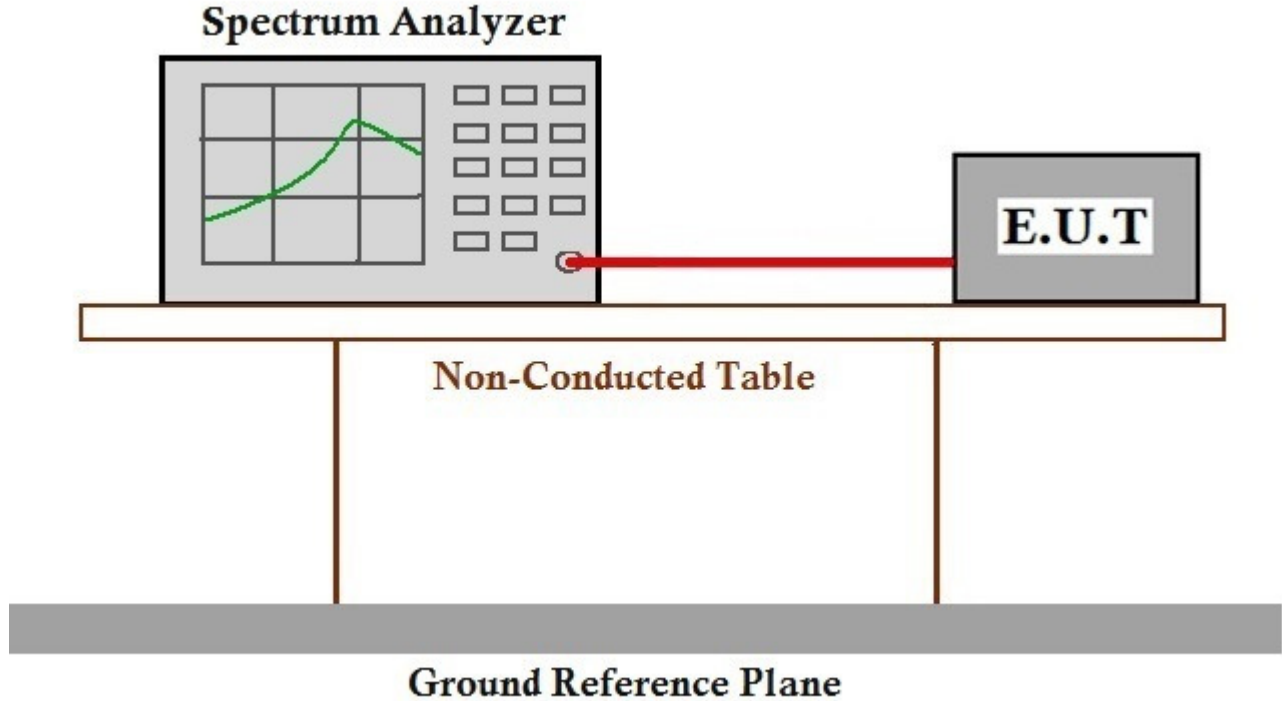 Spectrum Analyzer
E.U.T
Non-Conducted Table
Ground Reference Plane